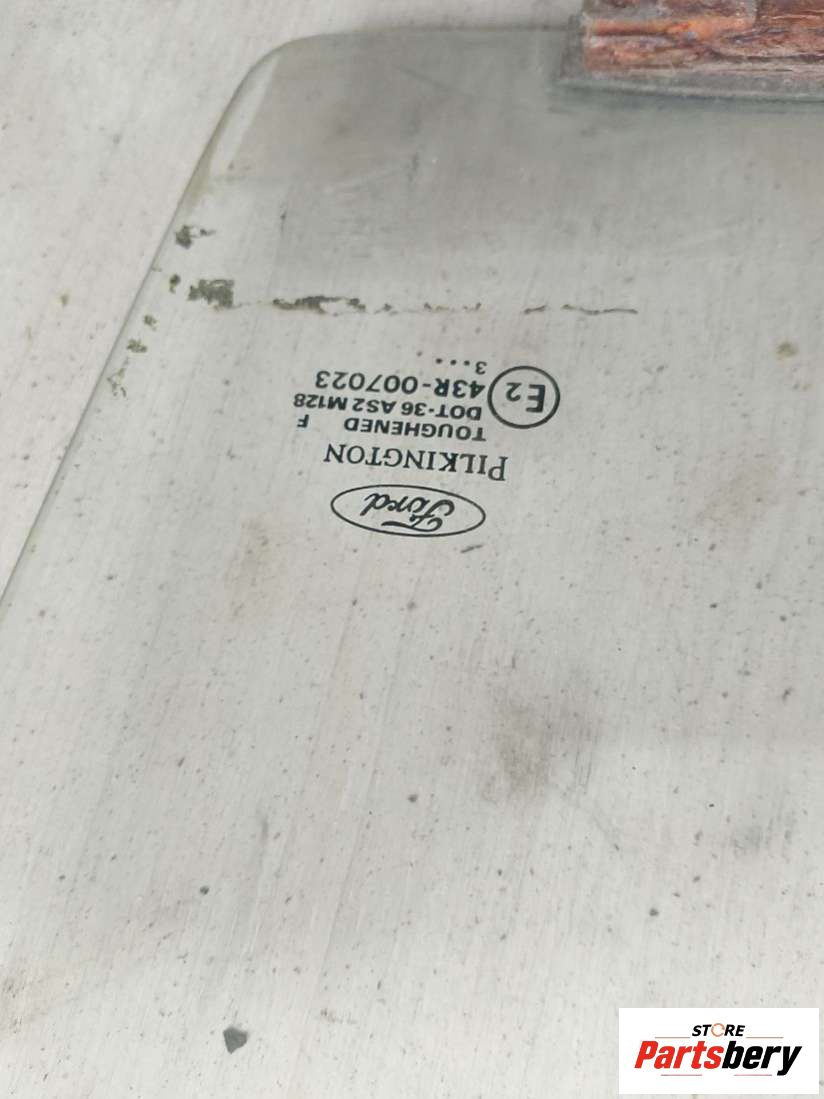 Ford
PILKINGTON
TOUGHENED F
DOT-36 AS2 M128
E2 43R-007023
3...
STORE
Partsbery